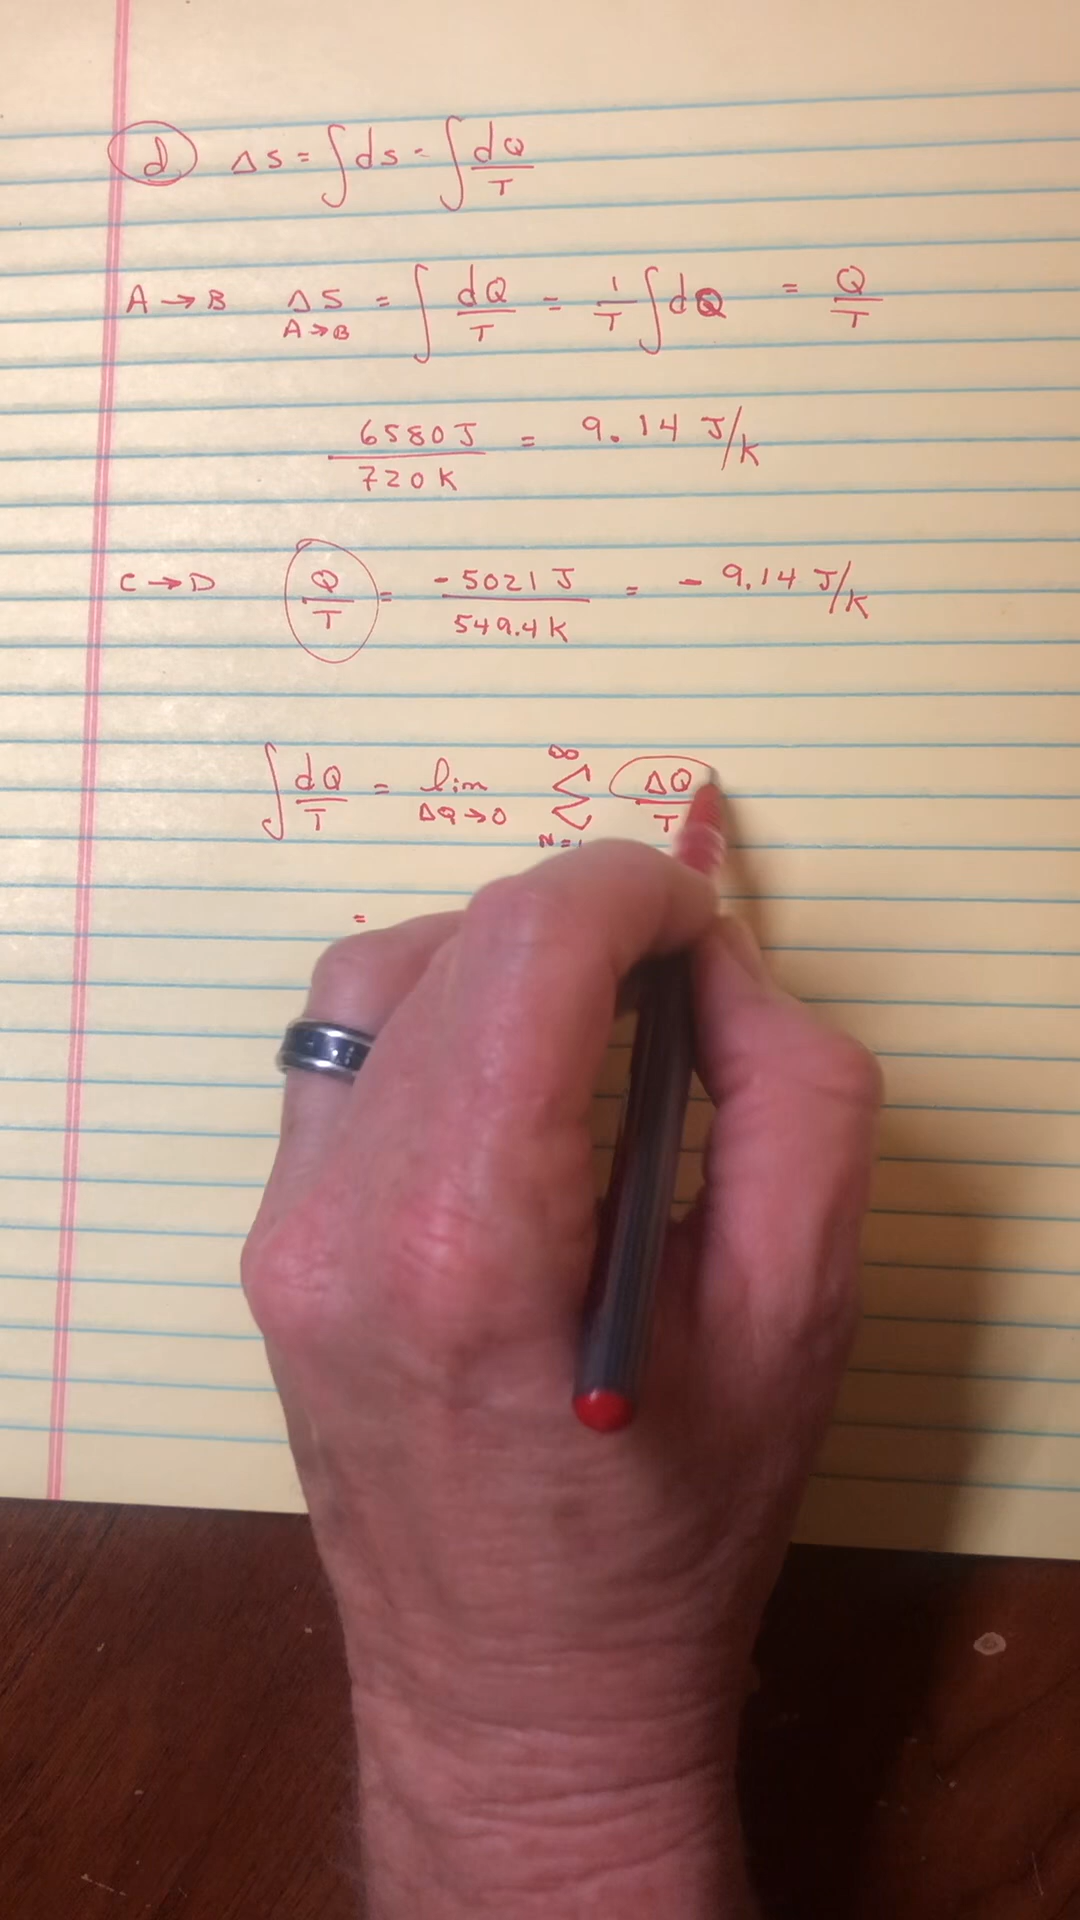 d ΔS = ∫ds = ∫dQ/T
A → B ΔS A→B = ∫dQ/T = 1/T ∫dQ = Q/T
6580 J / 720 K = 9.14 J/K
C → D Q/T = -5021 J / 549.4 K = - 9.14 J/K
∫dQ/T = lim ΔQ→0 ∞ Σ N= ΔQ/T
=